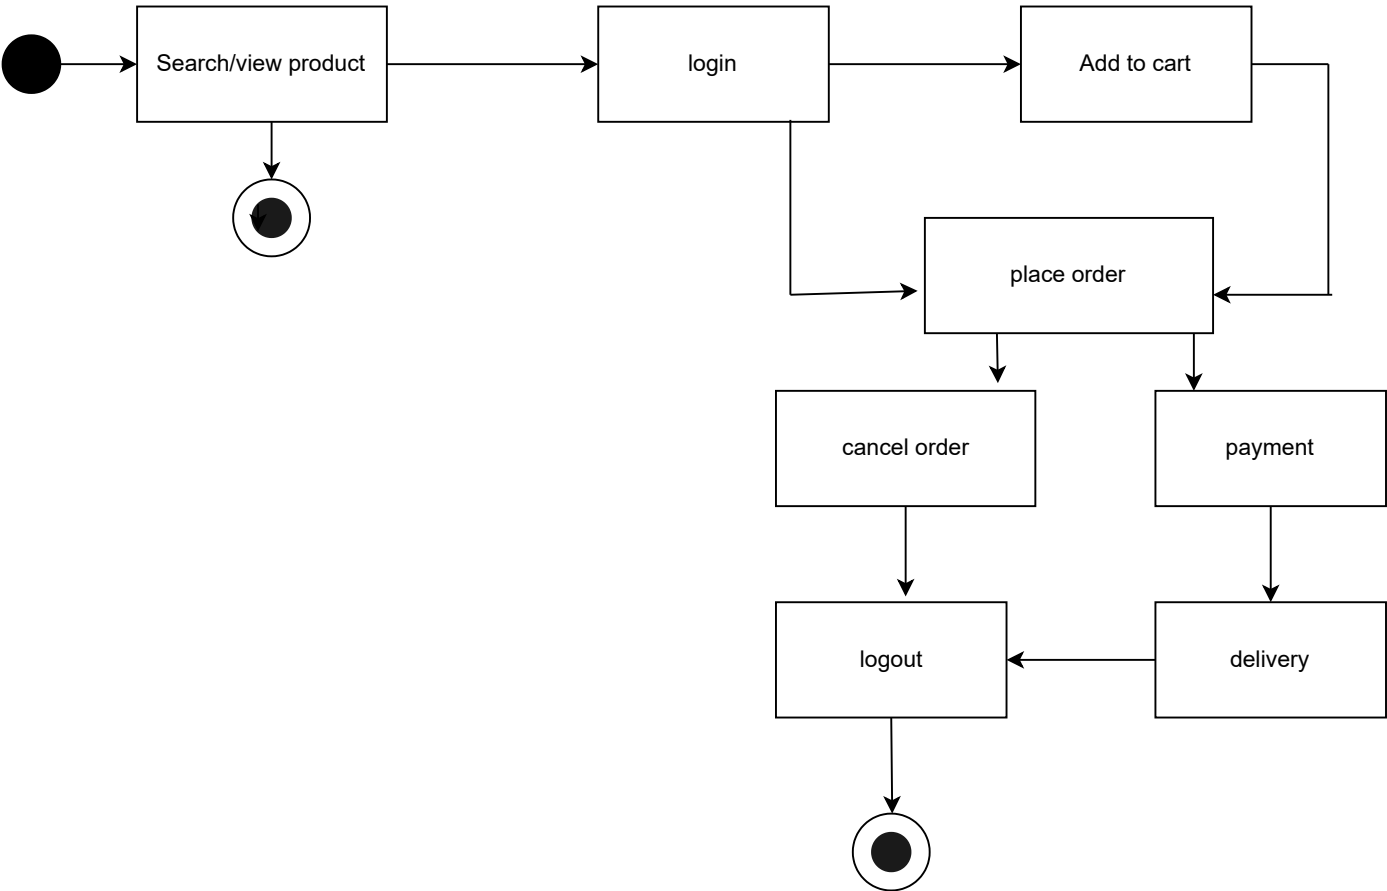 Search/view product
login
Add to cart
place order
cancel order
payment
logout
delivery